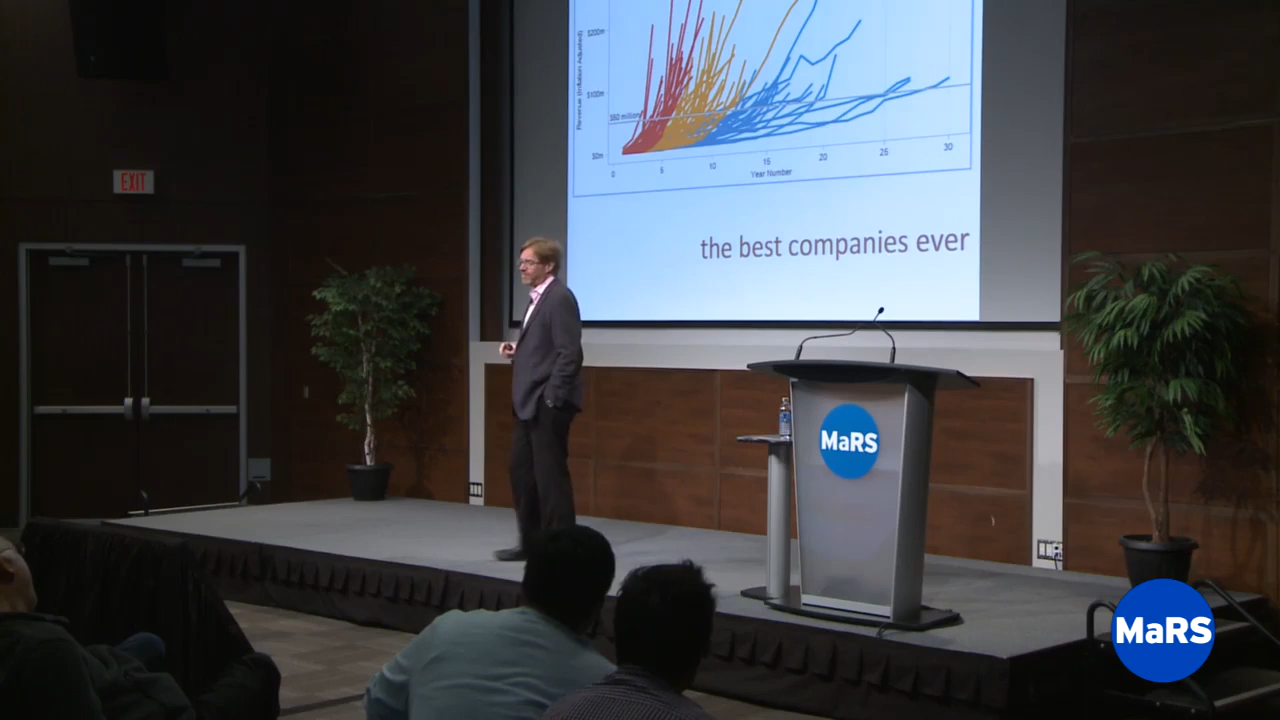 $200m
Revenue (Inflation Adjusted)
$100m
$50 million
$0m
0
5
10
15
20
25
30
Year Number
the best companies ever
EXIT
MaRS
MaRS